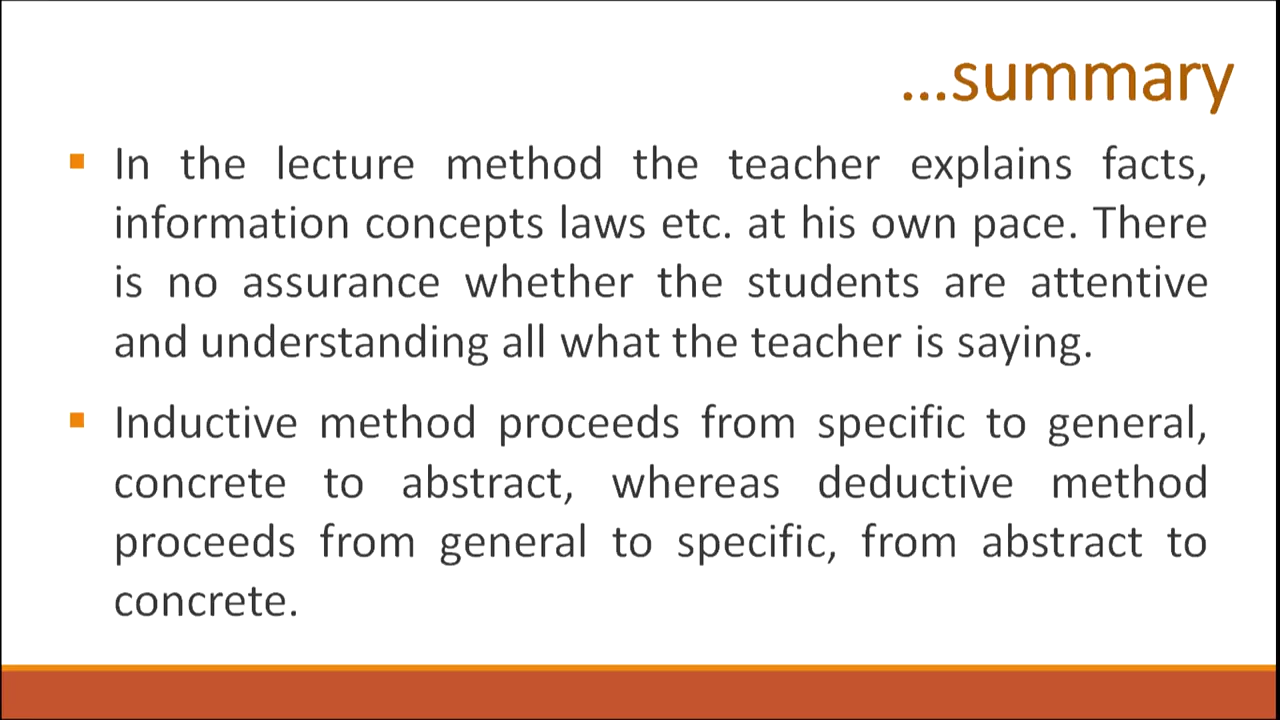 ...summary
In the lecture method the teacher explains facts,
information concepts laws etc. at his own pace. There
is no assurance whether the students are attentive
and understanding all what the teacher is saying.
Inductive method proceeds from specific to general,
concrete to abstract, whereas deductive method
proceeds from general to specific, from abstract to
concrete.